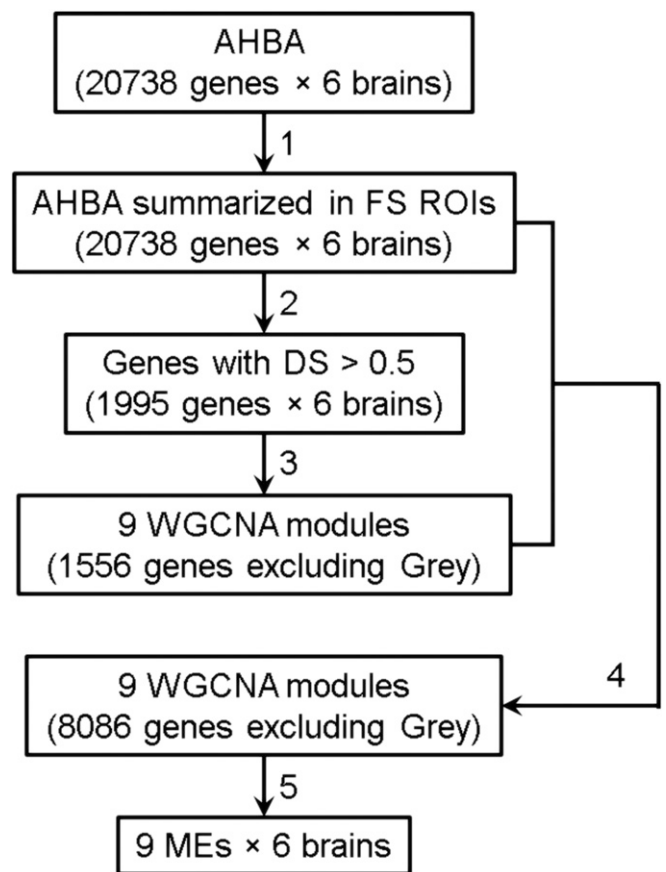 AHBA
(20738 genes × 6 brains)
1
AHBA summarized in FS ROIs
(20738 genes × 6 brains)
2
Genes with DS > 0.5
(1995 genes × 6 brains)
3
9 WGCNA modules
(1556 genes excluding Grey)
4
9 WGCNA modules
(8086 genes excluding Grey)
5
9 MEs × 6 brains